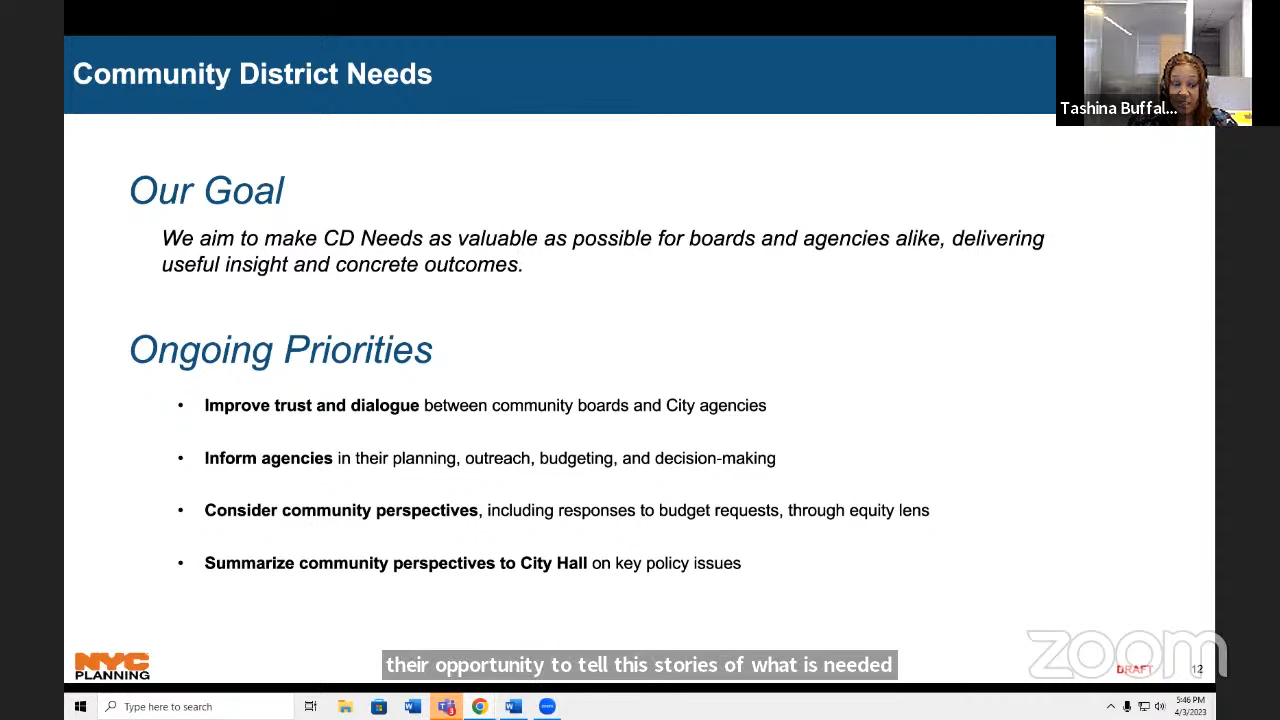 Community District Needs
Tashina Buffal...
Our Goal
We aim to make CD Needs as valuable as possible for boards and agencies alike, delivering
useful insight and concrete outcomes.
Ongoing Priorities
• Improve trust and dialogue between community boards and City agencies
• Inform agencies in their planning, outreach, budgeting, and decision-making
• Consider community perspectives, including responses to budget requests, through equity lens
• Summarize community perspectives to City Hall on key policy issues
NYC
PLANNING
their opportunity to tell this stories of what is needed
zoom
DRAFT
12
Type here to search
5:46 PM
4/3/2023